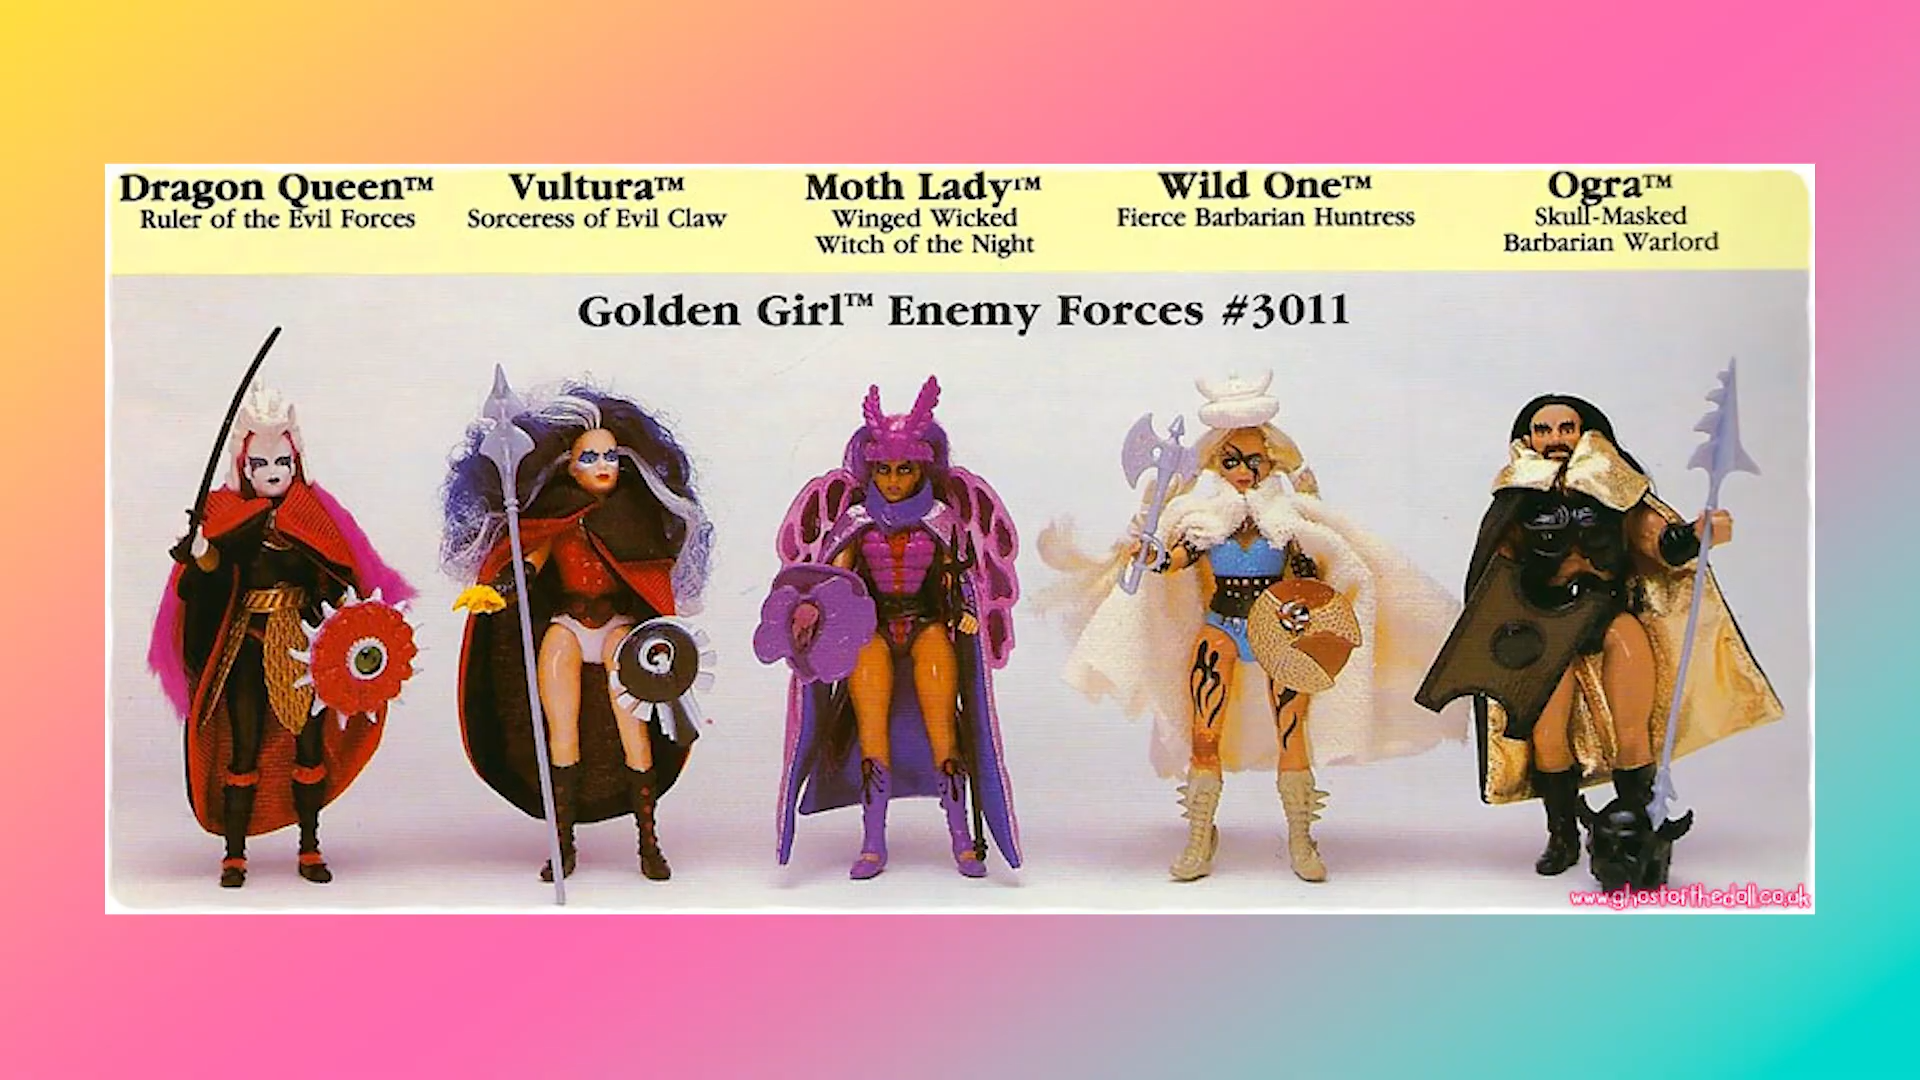 Dragon Queen™
Ruler of the Evil Forces
Vultura™
Sorceress of Evil Claw
Moth Lady™
Winged Wicked
Witch of the Night
Wild One™
Fierce Barbarian Huntress
Ogra™
Skull-Masked
Barbarian Warlord
Golden Girl™ Enemy Forces #3011
www.ghostofthedoll.co.uk